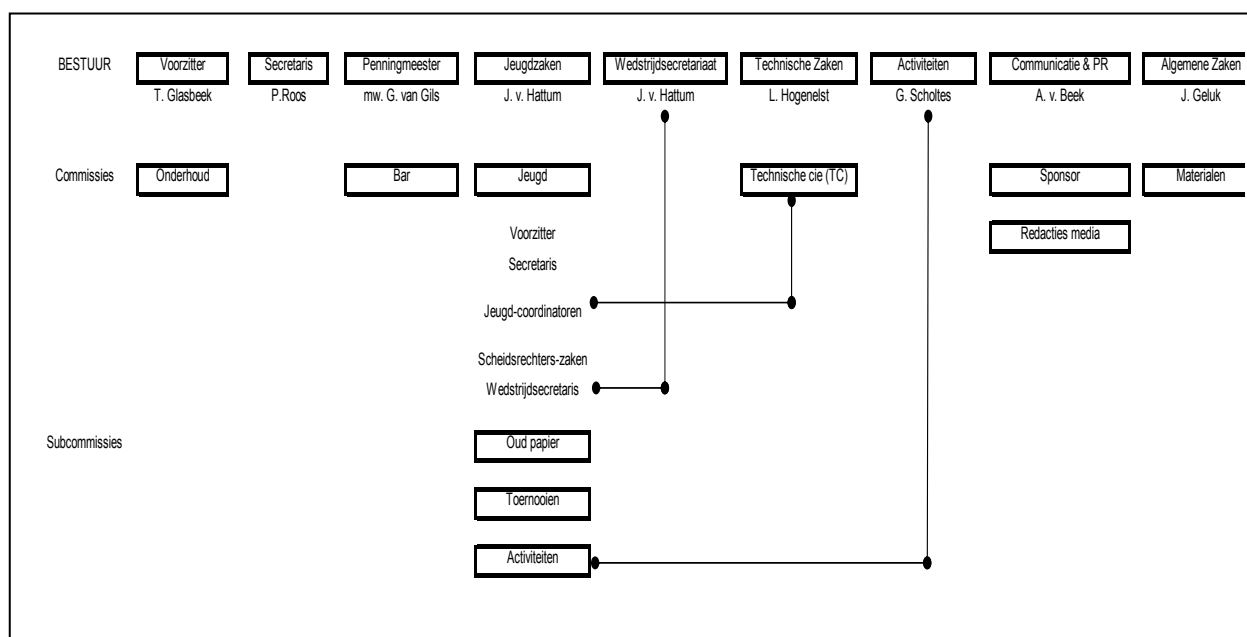 BESTUUR Voorzitter Secretaris Penningmeester Jeugdzaken Wedstrijdsecretariaat Technische Zaken Activiteiten Communicatie & PR Algemene Zaken
T. Glasbeek P.Roos mw. G. van Gils J. v. Hattum J. v. Hattum L. Hogenelst G. Scholtes A. v. Beek J. Geluk
Commissies Onderhoud Bar Jeugd Technische cie (TC) Sponsor Materialen
Voorzitter Redacties media
Secretaris
Jeugd-coordinatoren
Scheidsrechters-zaken
Wedstrijdsecretaris
Subcommissies Oud papier
Toernooien
Activiteiten